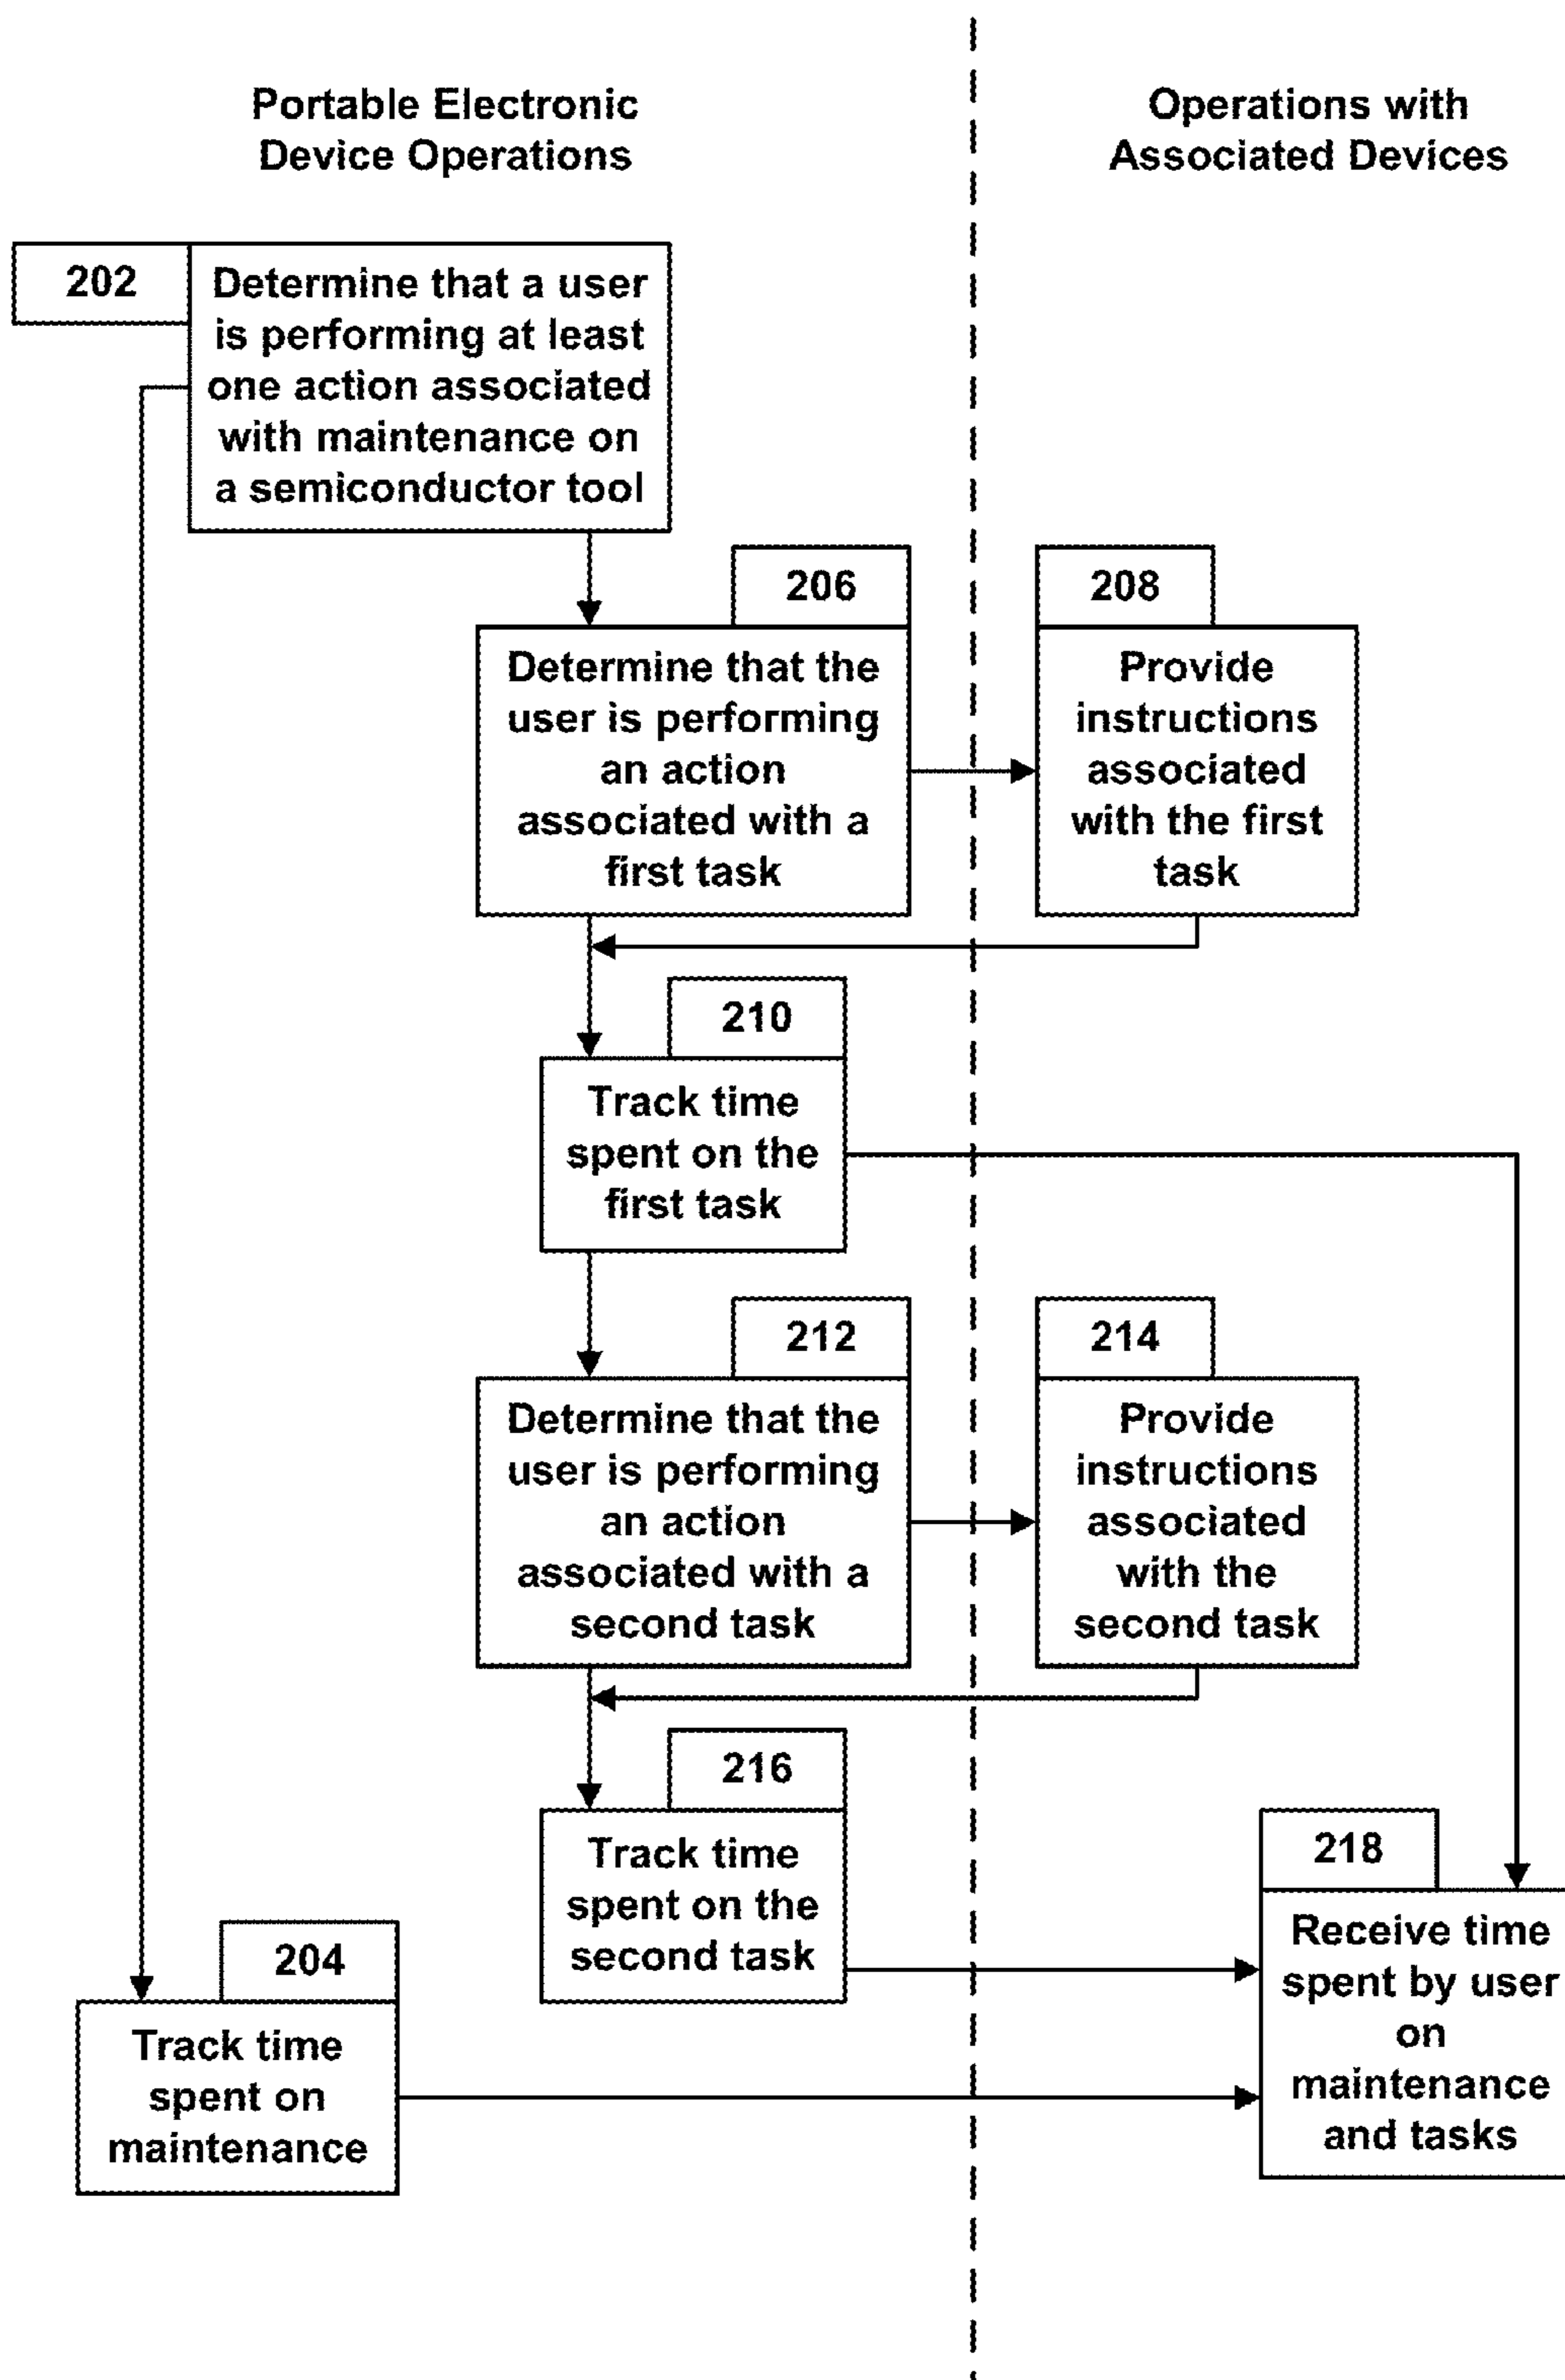 Portable Electronic
Device Operations
Operations with
Associated Devices
202
Determine that a user
is performing at least
one action associated
with maintenance on
a semiconductor tool
206
Determine that the
user is performing
an action
associated with a
first task
208
Provide
instructions
associated
with the first
task
210
Track time
spent on the
first task
212
Determine that the
user is performing
an action
associated with a
second task
214
Provide
instructions
associated
with the
second task
216
Track time
spent on the
second task
218
Receive time
spent by user
on
maintenance
and tasks
204
Track time
spent on
maintenance